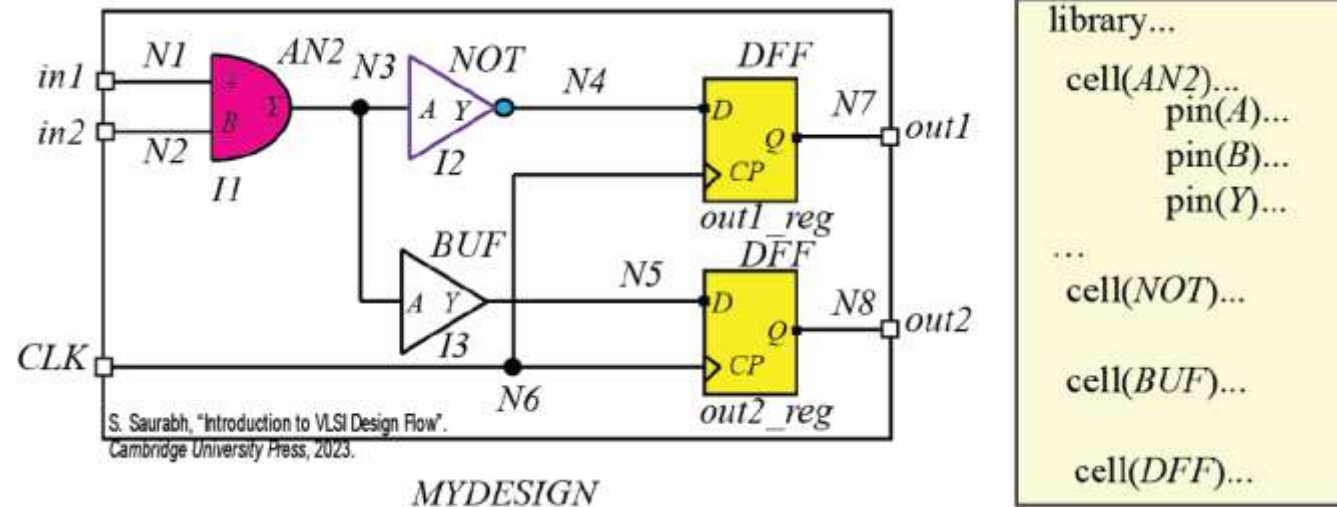 in1
in2
CLK
N1
N2
A
B
I1
AN2
N3
NOT
A Y
I2
N4
BUF
A Y
I3
N5
N6
DFF
D
Q
CP
out1_reg
DFF
D
Q
CP
out2_reg
N7
out1
N8
out2
S. Saurabh, "Introduction to VLSI Design Flow".
Cambridge University Press, 2023.
MYDESIGN
library...
cell(AN2)...
pin(A)...
pin(B)...
pin(Y)...
...
cell(NOT)...
cell(BUF)...
cell(DFF)...